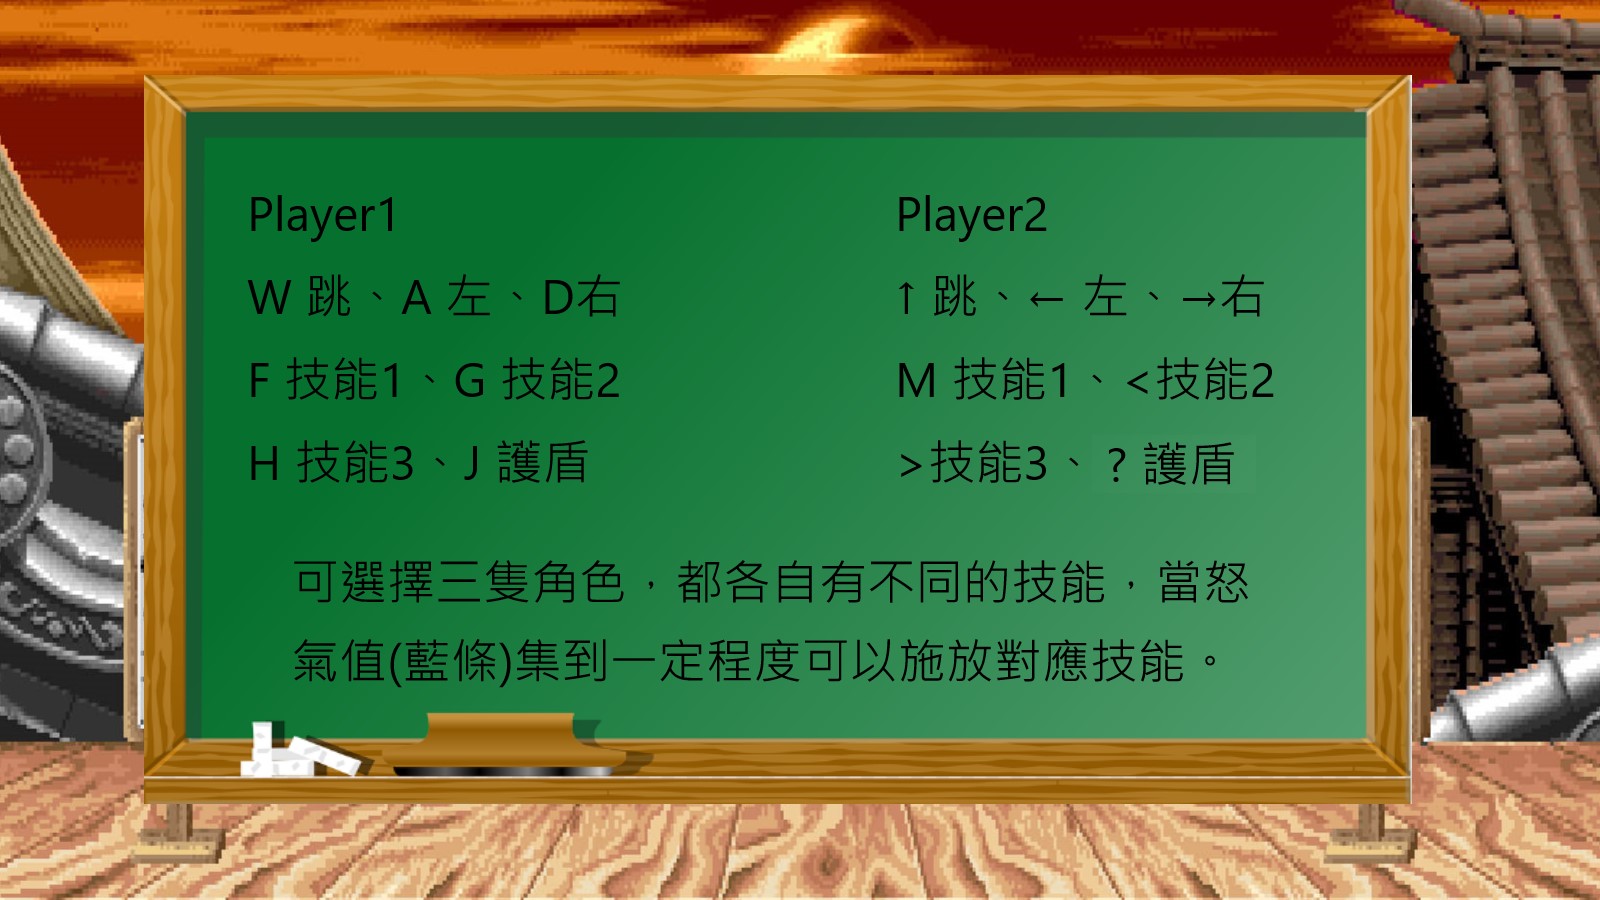 Player1
W 跳、A 左、D右
F 技能1、G 技能2
H 技能3、J 護盾
Player2
↑ 跳、← 左、→右
M 技能1、<技能2
>技能3、？護盾
可選擇三隻角色，都各自有不同的技能，當怒
氣值(藍條)集到一定程度可以施放對應技能。